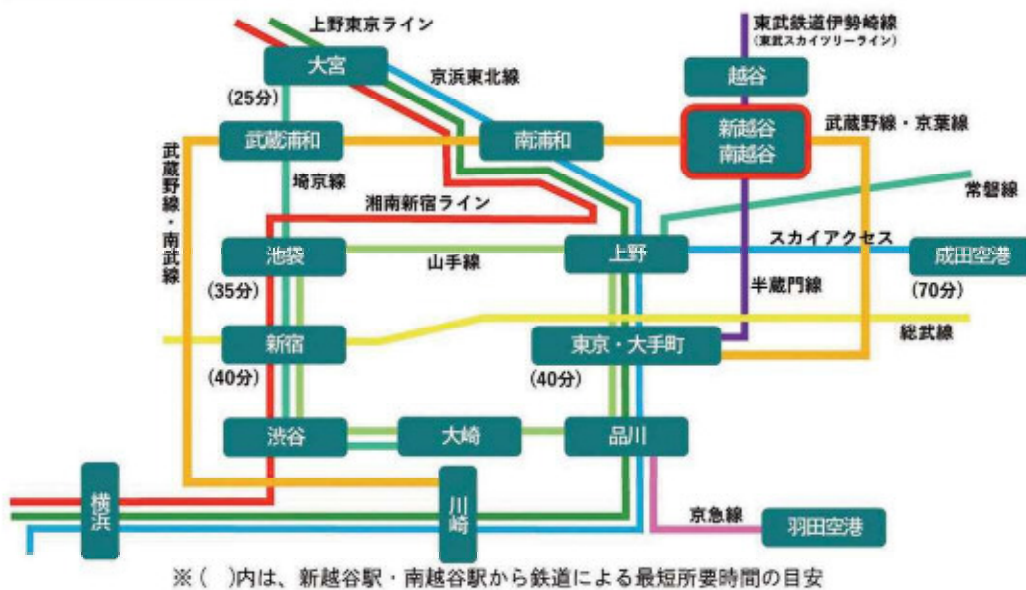 上野東京ライン
東武鉄道伊勢崎線
(東武スカイツリーライン)
大宮
京浜東北線
越谷
(25分)
武蔵浦和
南浦和
新越谷
南越谷
武蔵野線・京葉線
武蔵野線・南武線
埼京線
湘南新宿ライン
常磐線
池袋
山手線
上野
スカイアクセス
成田空港
(35分)
半蔵門線
(70分)
新宿
東京・大手町
総武線
(40分)
(40分)
渋谷
大崎
品川
横浜
川崎
京急線
羽田空港
※( )内は、新越谷駅・南越谷駅から鉄道による最短所要時間の目安